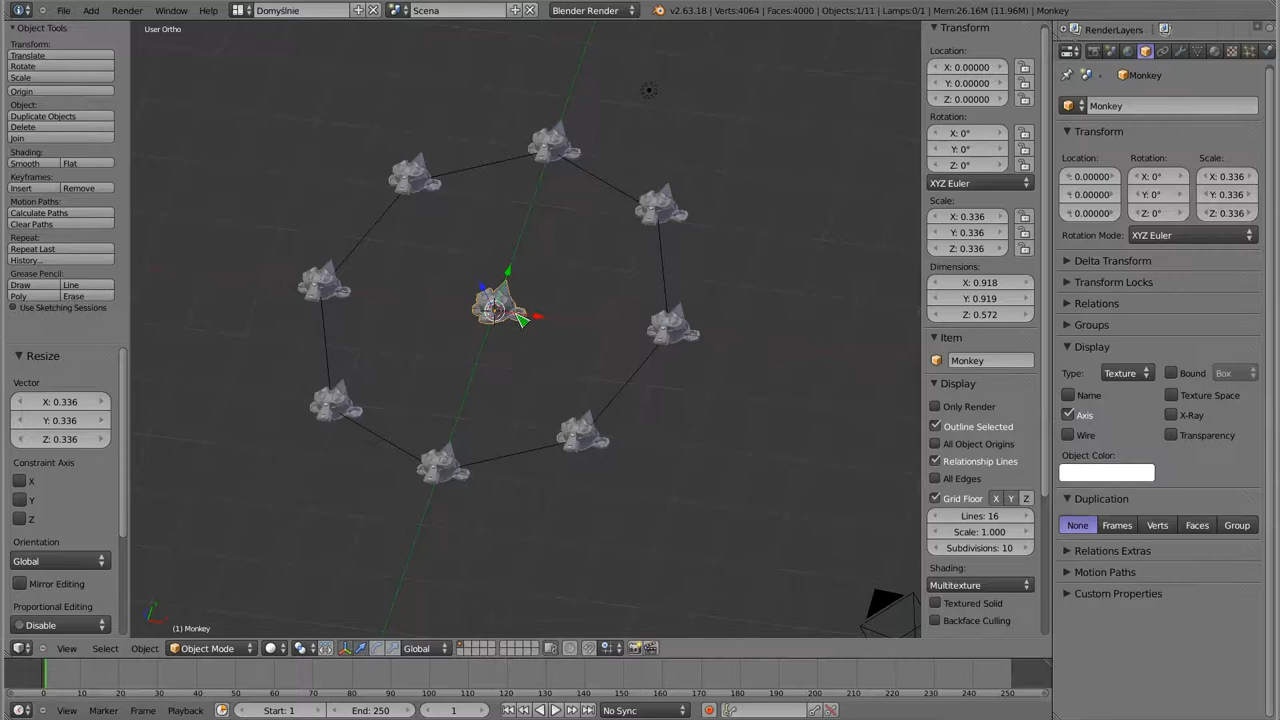 File Add Render Window Help Domyślnie Scena Blender Render v2.63.18 | Verts:4064 | Faces:4000 | Objects:1/11 | Lamps:0/1 | Mem:26.16M (11.96M) | Monkey
Object Tools
Transform:
Translate
Rotate
Scale
Origin
Object:
Duplicate Objects
Delete
Join
Shading:
Smooth Flat
Keyframes:
Insert Remove
Motion Paths:
Calculate Paths
Clear Paths
Repeat:
Repeat Last
History...
Grease Pencil:
Draw Line
Poly Erase
Use Sketching Sessions
Resize
Vector
X: 0.336
Y: 0.336
Z: 0.336
Constraint Axis
X
Y
Z
Orientation
Global
Mirror Editing
Proportional Editing
Disable
User Ortho
(1) Monkey
Transform
Location:
X: 0.00000
Y: 0.00000
Z: 0.00000
Rotation:
X: 0°
Y: 0°
Z: 0°
XYZ Euler
Scale:
X: 0.336
Y: 0.336
Z: 0.336
Dimensions:
X: 0.918
Y: 0.919
Z: 0.572
Item
Monkey
Display
Only Render
Outline Selected
All Object Origins
Relationship Lines
All Edges
Grid Floor X Y Z
Lines: 16
Scale: 1.000
Subdivisions: 10
Shading:
Multitexture
Textured Solid
Backface Culling
RenderLayers
Monkey
Monkey
Transform
Location: Rotation: Scale:
0.00000 X: 0° X: 0.336
0.00000 Y: 0° Y: 0.336
0.00000 Z: 0° Z: 0.336
Rotation Mode: XYZ Euler
Delta Transform
Transform Locks
Relations
Groups
Display
Type: Texture Bound Box
Name Texture Space
Axis X-Ray
Wire Transparency
Object Color:
Duplication
None Frames Verts Faces Group
Relations Extras
Motion Paths
Custom Properties
View Select Object Object Mode Global
0 10 20 30 40 50 60 70 80 90 100 110 120 130 140 150 160 170 180 190 200 210 220 230 240 250
View Marker Frame Playback Start: 1 End: 250 1 No Sync